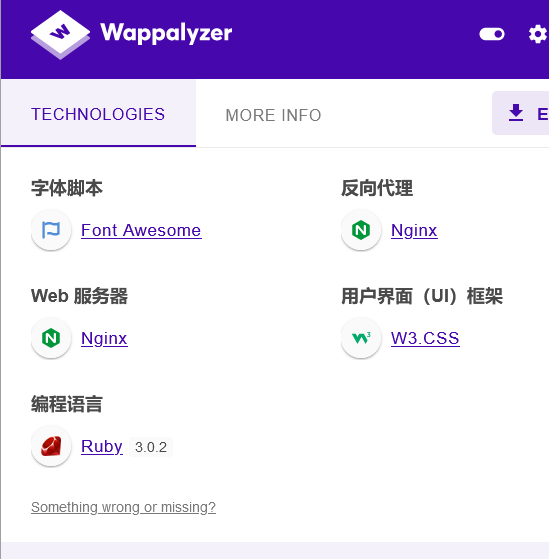 Wappalyzer
TECHNOLOGIES
MORE INFO
E
字体脚本
Font Awesome
反向代理
Nginx
Web 服务器
Nginx
用户界面（UI）框架
W3.CSS
编程语言
Ruby 3.0.2
Something wrong or missing?